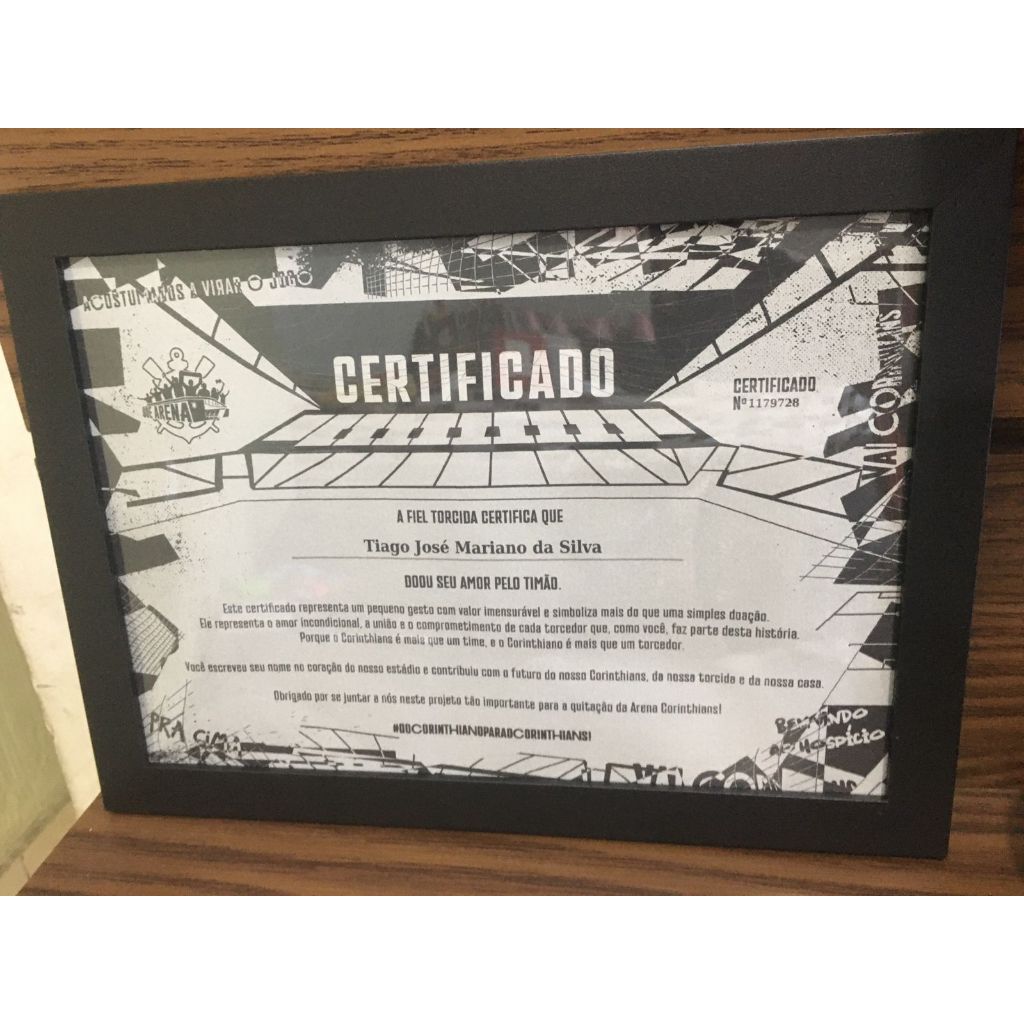 ACOSTUMADOS A VIRAR O JOGO
ARENA
CERTIFICADO
CERTIFICADO
Nº 1179728
VAI CORINTHIANS
A FIEL TORCIDA CERTIFICA QUE
Tiago José Mariano da Silva
DOOU SEU AMOR PELO TIMÃO.
Este certificado representa um pequeno gesto com valor imensurável e simboliza mais do que uma simples doação.
Ele representa o amor incondicional, a união e o comprometimento de cada torcedor que, como você, faz parte desta história.
Porque o Corinthians é mais que um time, e o Corinthiano é mais que um torcedor.
Você escreveu seu nome no coração do nosso estádio e contribuiu com o futuro do nosso Corinthians, da nossa torcida e da nossa casa.
Obrigado por se juntar a nós neste projeto tão importante para a quitação da Arena Corinthians!
#DOCORINTHIANOPARAOCORINTHIANS!
PRA CIMA
BEM VINDO
AO HOSPÍCIO